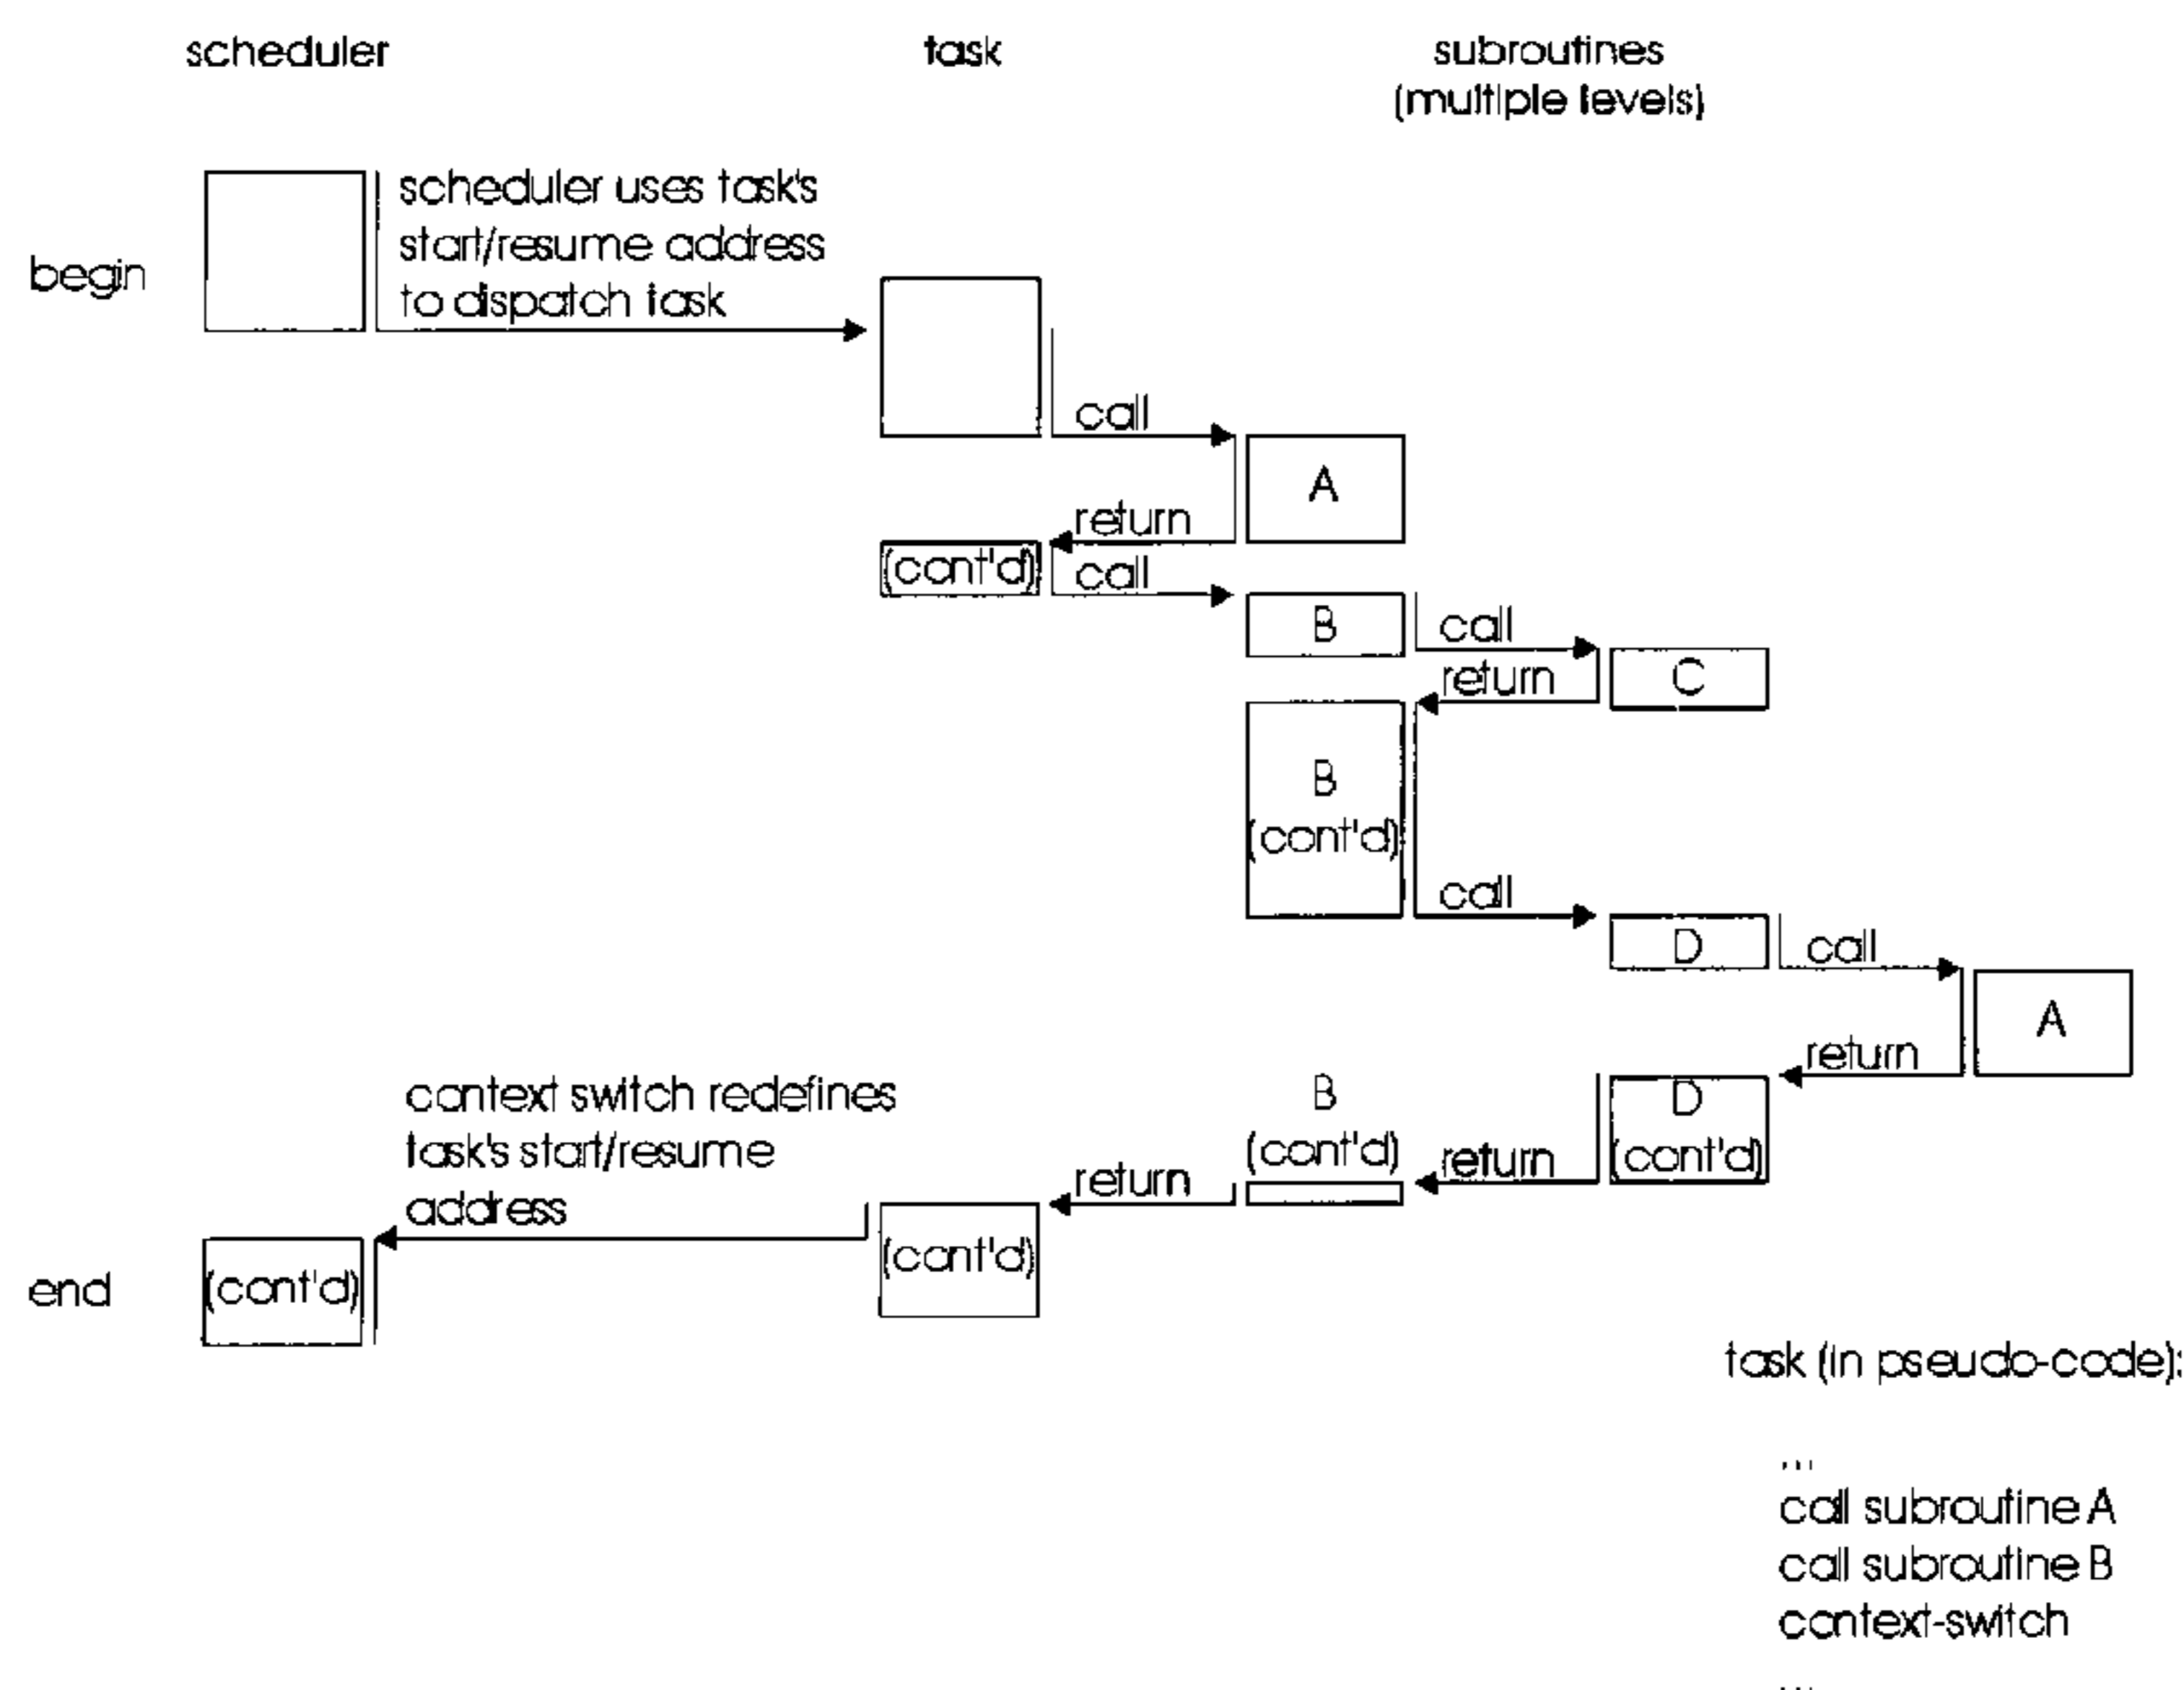 scheduler
task
subroutines
(multiple levels)
begin
scheduler uses task's
start/resume address
to dispatch task
call
A
return
(cont'd)
call
B
call
return
C
B
(cont'd)
call
D
call
A
return
D
(cont'd)
return
B
(cont'd)
return
context switch redefines
task's start/resume
address
(cont'd)
end
(cont'd)
task (in pseudo-code):
...
call subroutine A
call subroutine B
context-switch
...